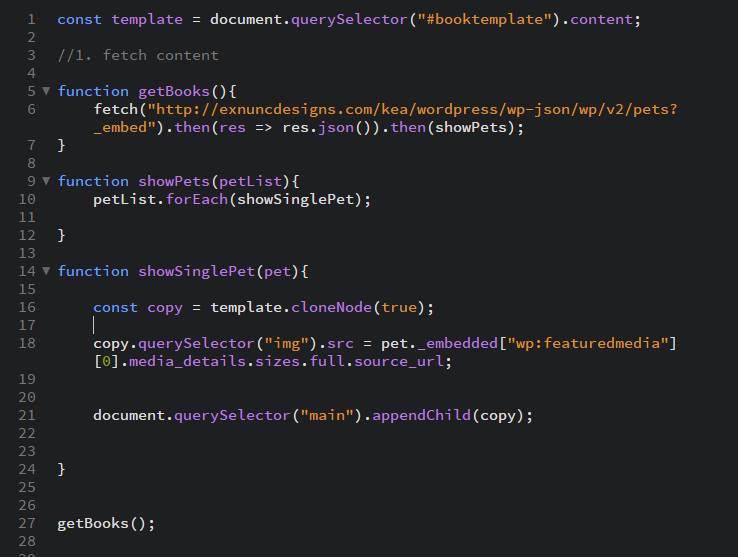 1 const template = document.querySelector("#booktemplate").content;
2
3 //1. fetch content
4
5 function getBooks(){
6 fetch("http://exnuncdesigns.com/kea/wordpress/wp-json/wp/v2/pets?
_embed").then(res => res.json()).then(showPets);
7 }
8
9 function showPets(petList){
10 petList.forEach(showSinglePet);
11
12 }
13
14 function showSinglePet(pet){
15
16 const copy = template.cloneNode(true);
17
18 copy.querySelector("img").src = pet._embedded["wp:featuredmedia"]
[0].media_details.sizes.full.source_url;
19
20
21 document.querySelector("main").appendChild(copy);
22
23
24 }
25
26
27 getBooks();
28